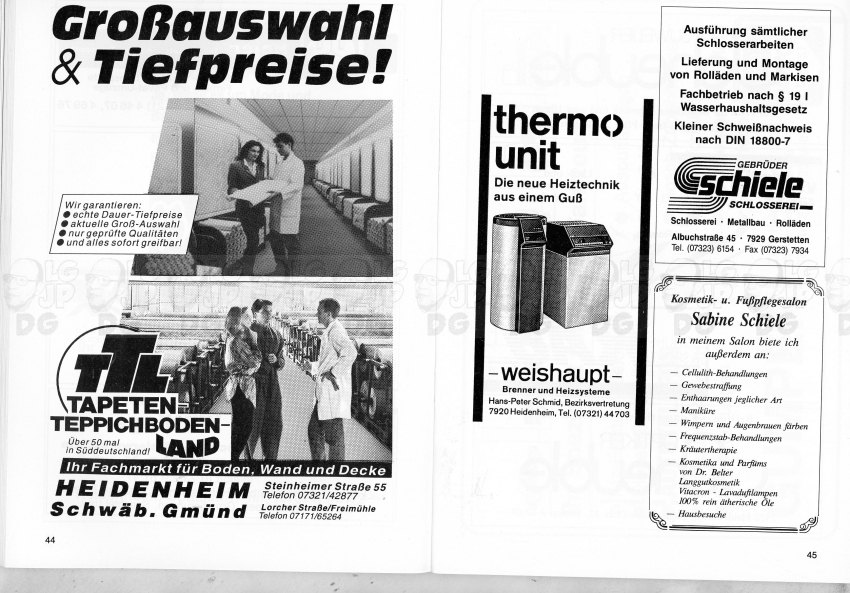 Großauswahl
& Tiefpreise!
Wir garantieren:
● echte Dauer-Tiefpreise
● aktuelle Groß-Auswahl
● nur geprüfte Qualitäten
● und alles sofort greifbar!
TTL
TAPETEN
TEPPICHBODEN-
LAND
Über 50 mal
in Süddeutschland!
Ihr Fachmarkt für Boden, Wand und Decke
HEIDENHEIM Steinheimer Straße 55
Telefon 07321/42877
Schwäb. Gmünd Lorcher Straße/Freimühle
Telefon 07171/65264
44
thermo
unit
Die neue Heiztechnik
aus einem Guß
– weishaupt –
Brenner und Heizsysteme
Hans-Peter Schmid, Bezirksvertretung
7920 Heidenheim, Tel. (07321) 44703
Ausführung sämtlicher
Schlosserarbeiten
Lieferung und Montage
von Rolläden und Markisen
Fachbetrieb nach § 19 l
Wasserhaushaltsgesetz
Kleiner Schweißnachweis
nach DIN 18800-7
GEBRÜDER
schiele
SCHLOSSEREI
Schlosserei · Metallbau · Rolläden
Albuchstraße 45 · 7929 Gerstetten
Tel. (07323) 6154 · Fax (07323) 7934
Kosmetik- u. Fußpflegesalon
Sabine Schiele
in meinem Salon biete ich
außerdem an:
— Cellulith-Behandlungen
— Gewebestraffung
— Enthaarungen jeglicher Art
— Maniküre
— Wimpern und Augenbrauen färben
— Frequenzstab-Behandlungen
— Kräutertherapie
— Kosmetika und Parfüms
von Dr. Belter
Langgutkosmetik
Vitacron - Lavaduftlampen
100% rein ätherische Öle
— Hausbesuche
45
LG
JP
DG